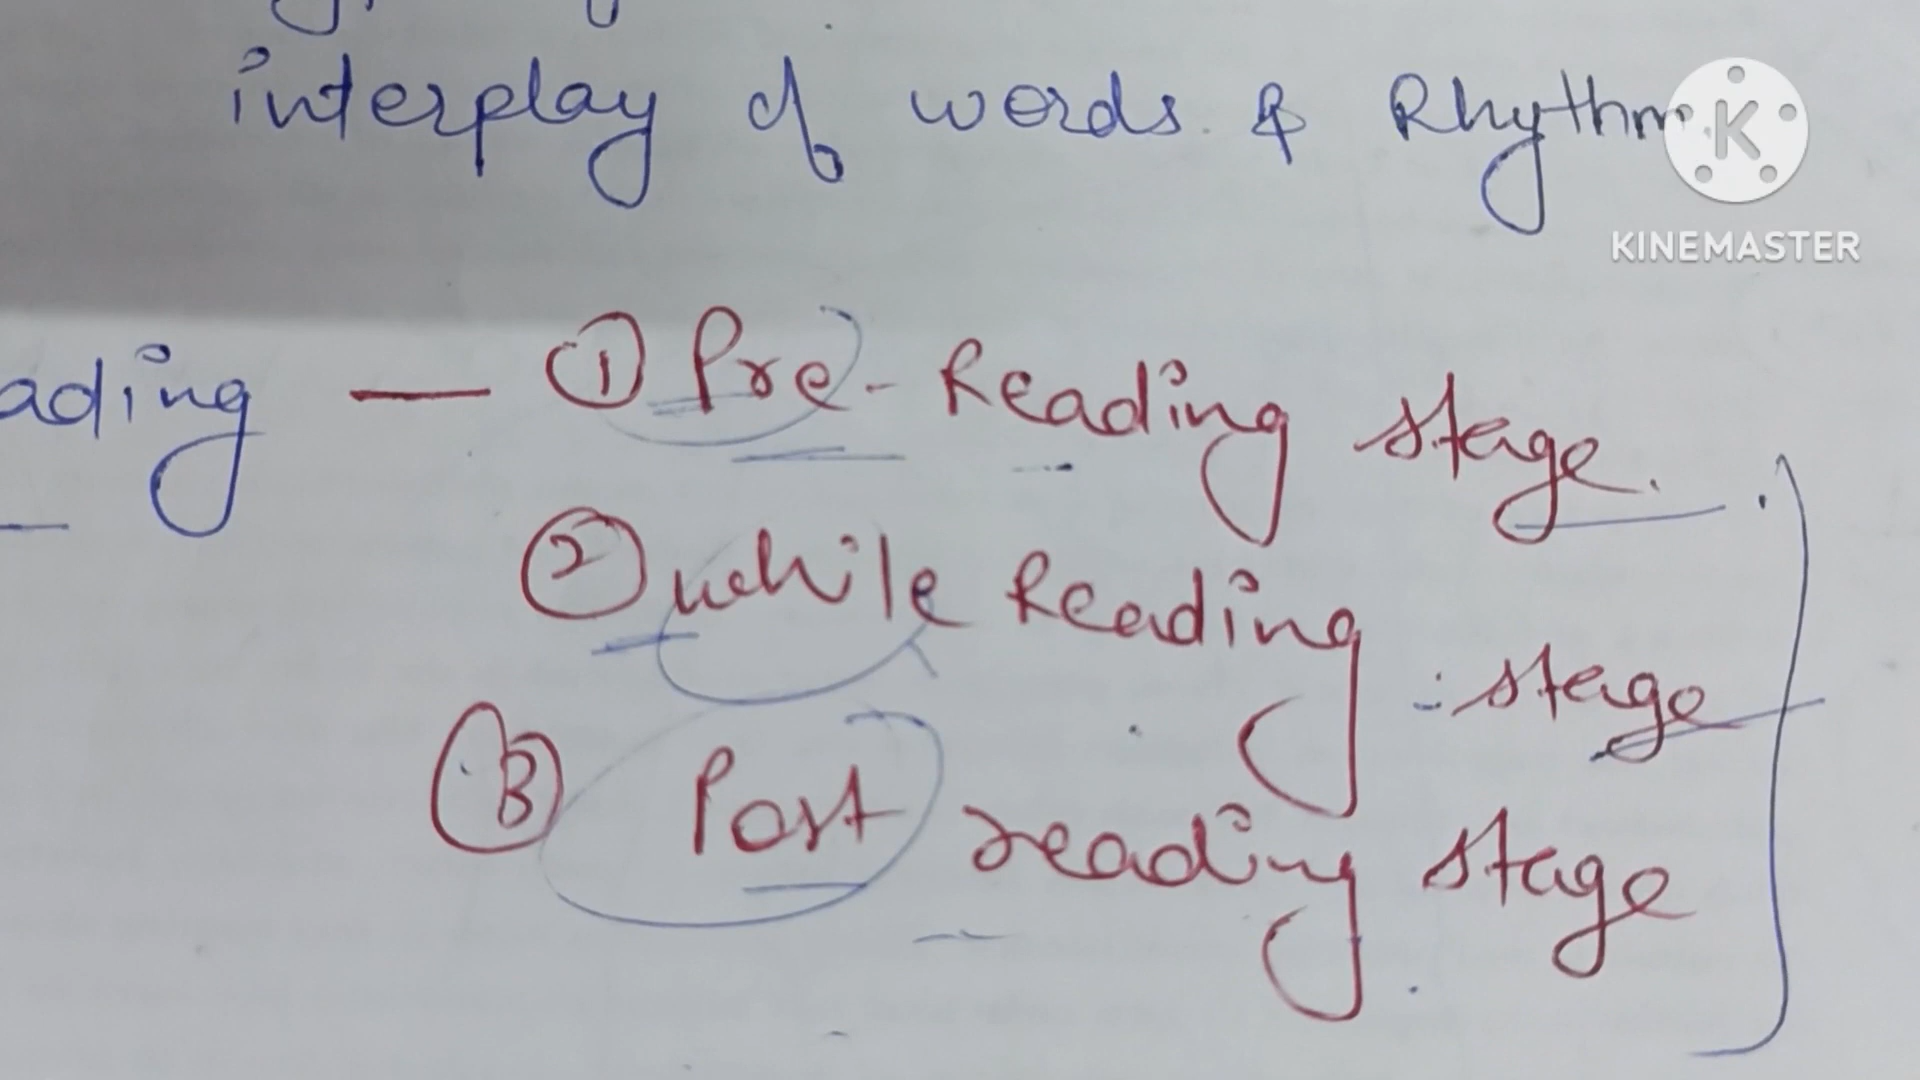 interplay of words & Rhythm
KINEMASTER
ading — ① Pre-Reading stage.
② while Reading stage
③ Post reading stage